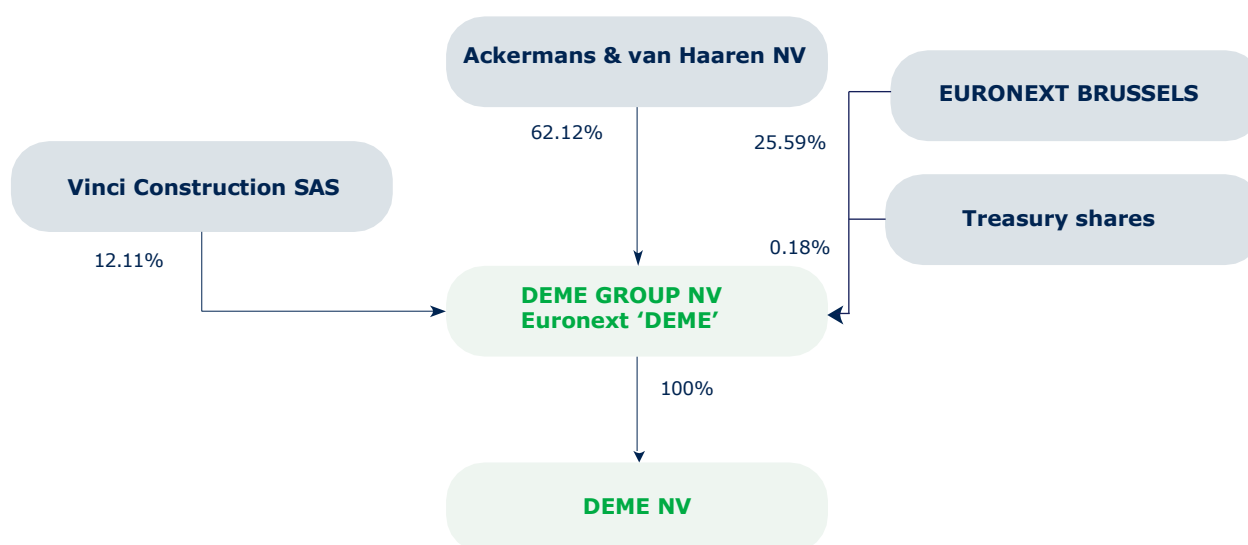 Ackermans & van Haaren NV
EURONEXT BRUSSELS
62.12%
25.59%
Vinci Construction SAS
Treasury shares
12.11%
0.18%
DEME GROUP NV
Euronext ‘DEME’
100%
DEME NV